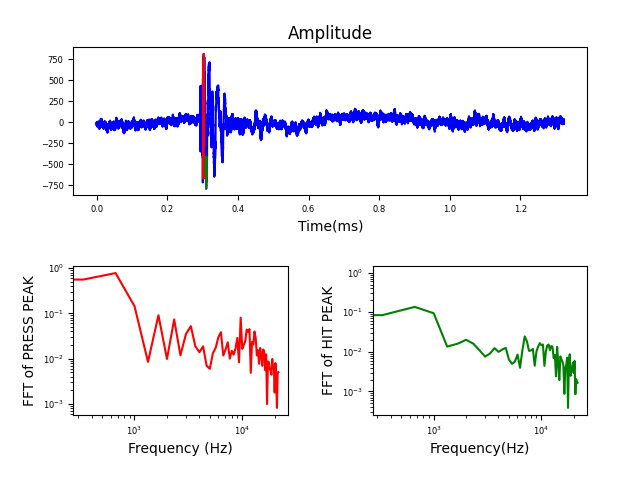 Amplitude
750
500
250
0
−250
−500
−750
0.0 0.2 0.4 0.6 0.8 1.0 1.2
Time(ms)
FFT of PRESS PEAK
10⁰
10⁻¹
10⁻²
10⁻³
10³ 10⁴
Frequency (Hz)
FFT of HIT PEAK
10⁰
10⁻¹
10⁻²
10⁻³
10³ 10⁴
Frequency(Hz)